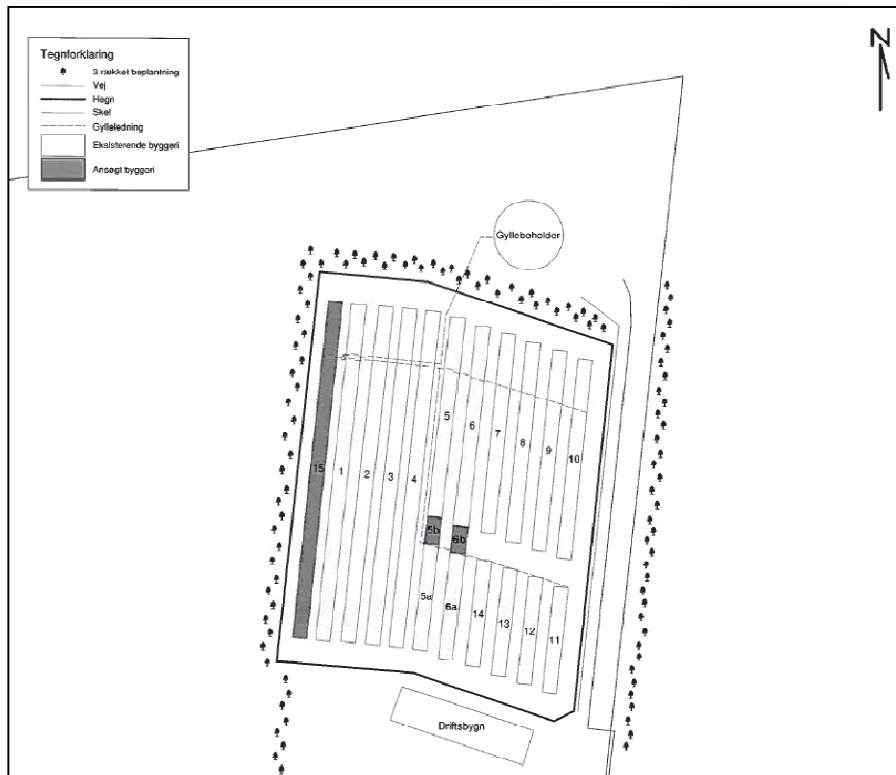 N
Tegnforklaring
3 rækket beplantning
Vej
Hegn
Skel
Gylleledning
Eksisterende byggeri
Ansøgt byggeri
Gyllebeholder
5
6
7
8
9
10
15
1
2
3
4
5b
6b
5a
6a
14
13
12
11
Driftsbygn